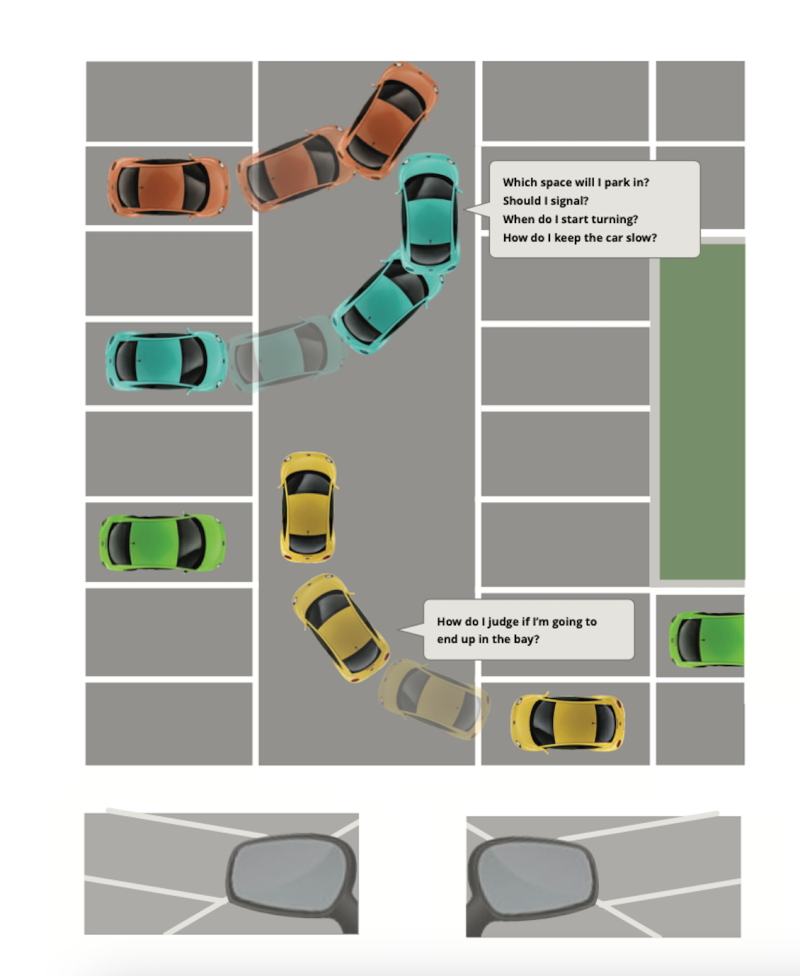 Which space will I park in?
Should I signal?
When do I start turning?
How do I keep the car slow?
How do I judge if I'm going to
end up in the bay?